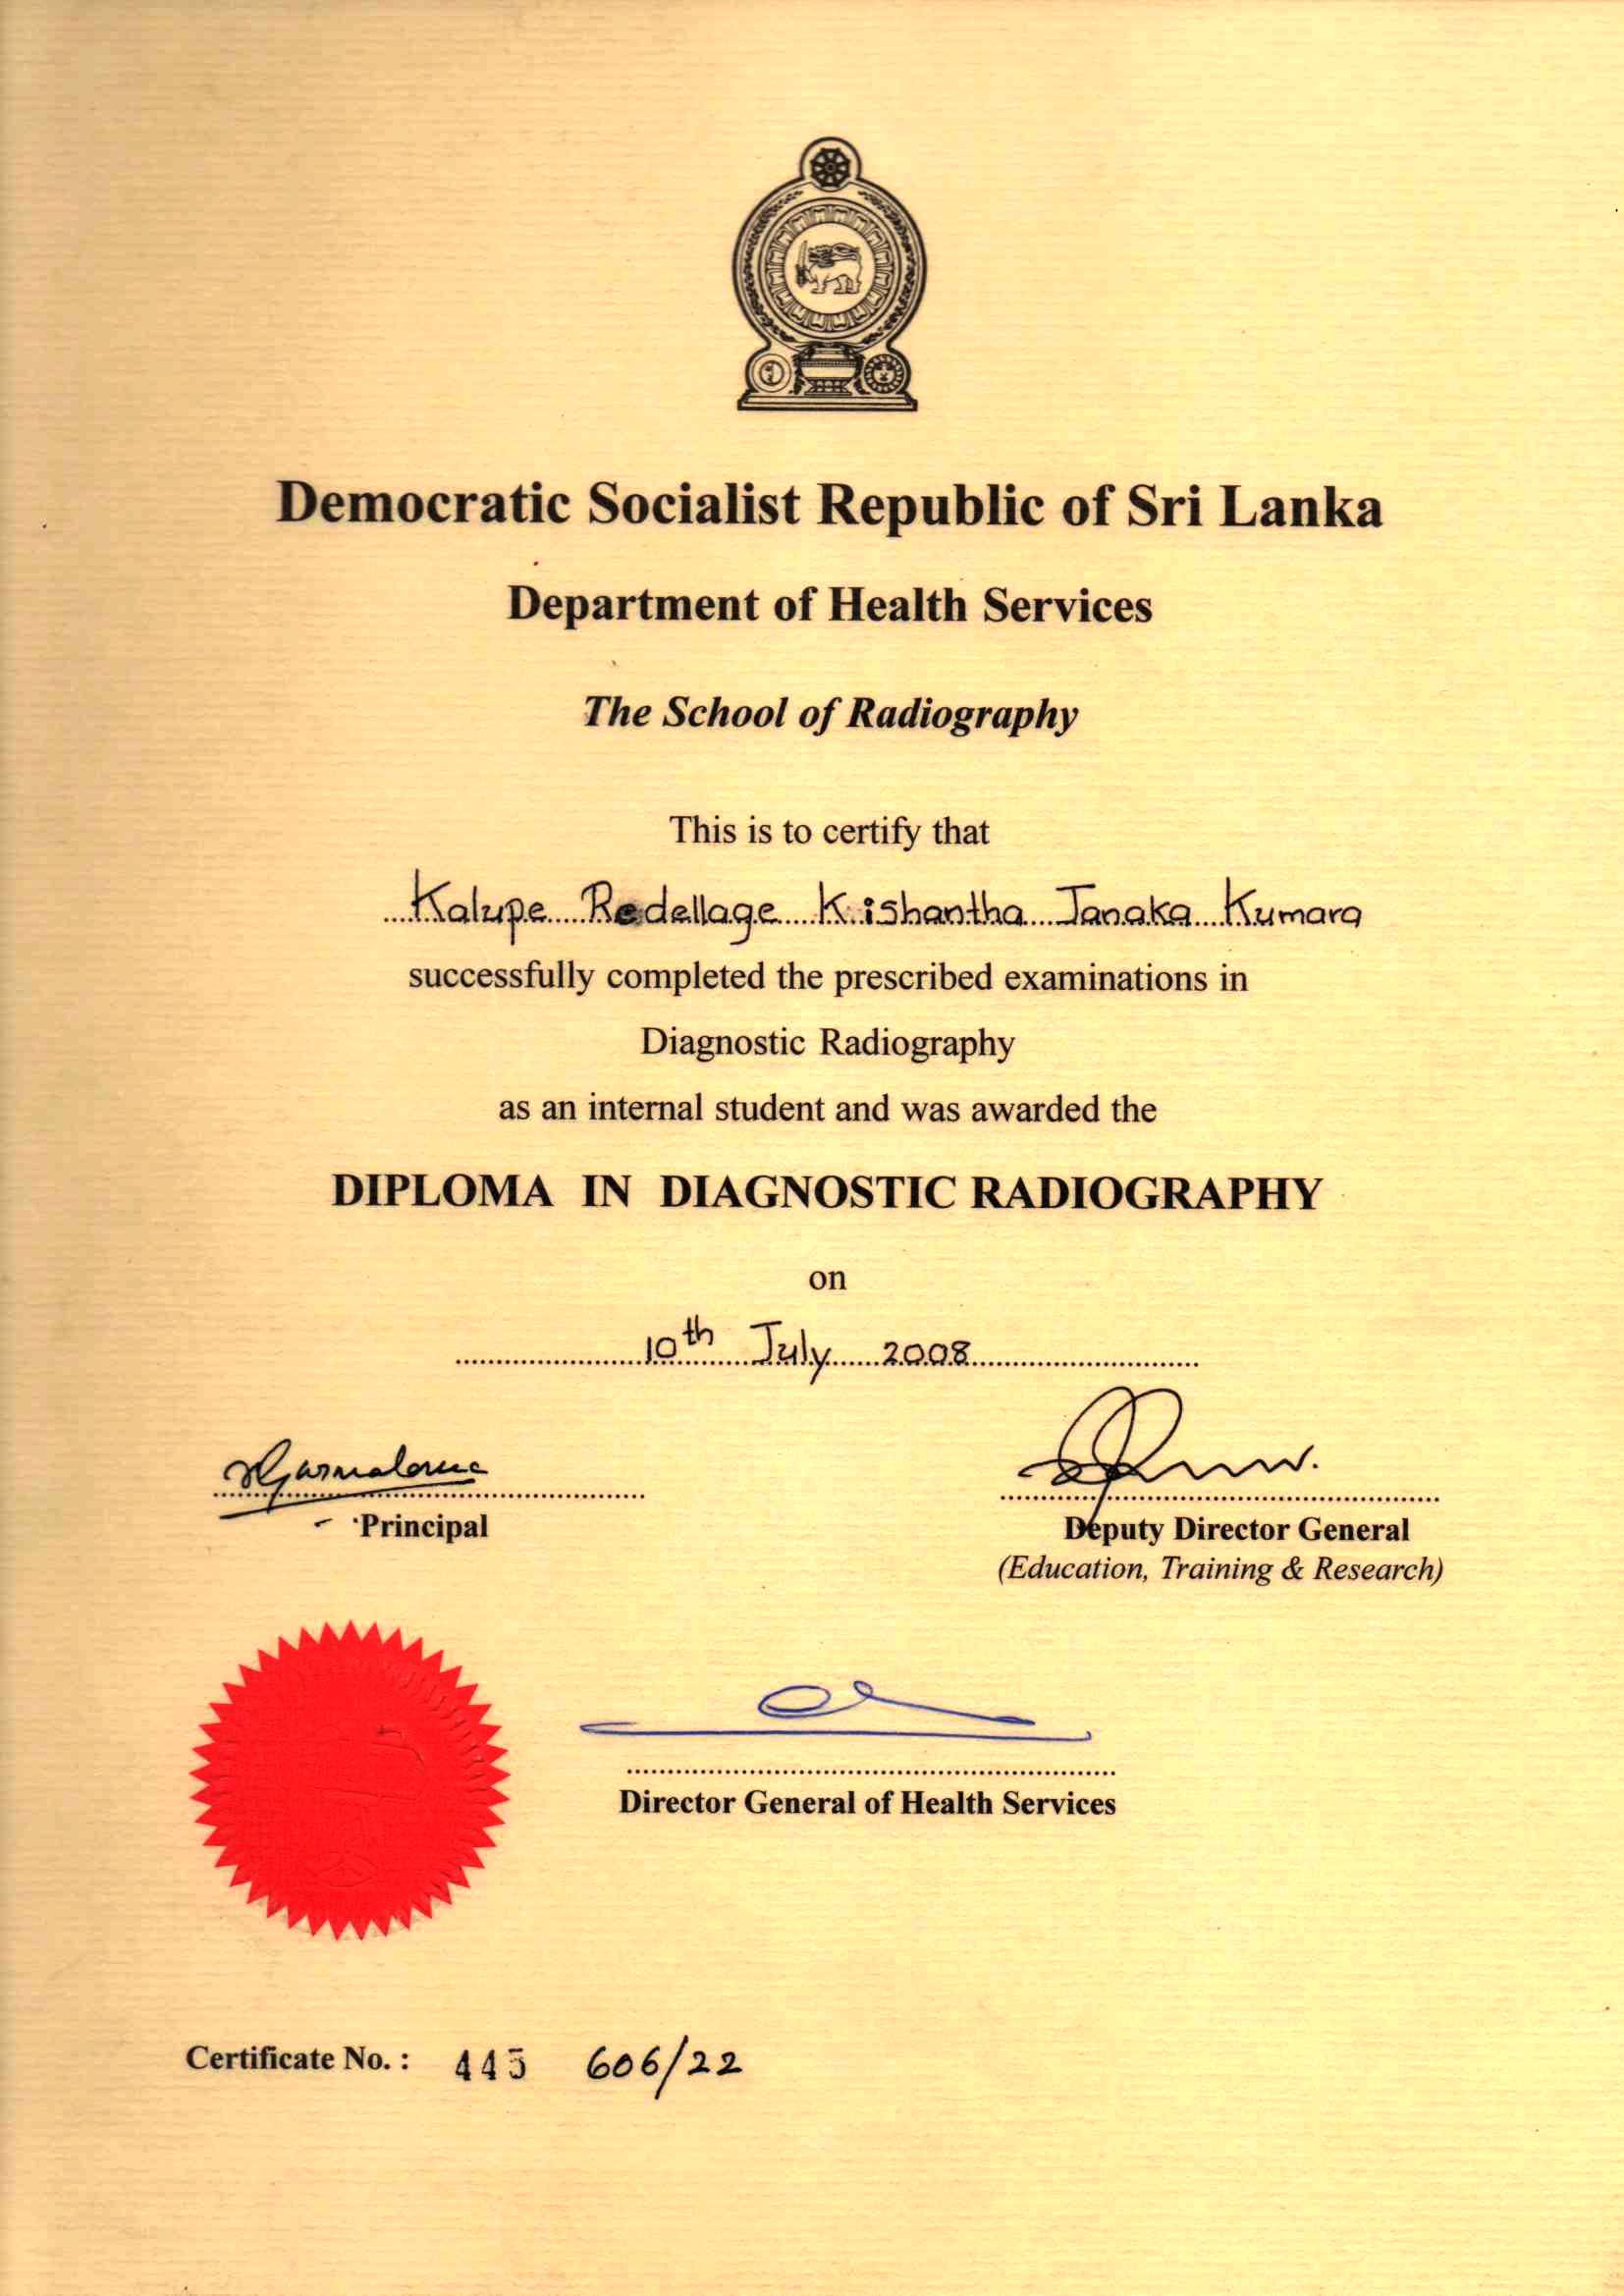 Democratic Socialist Republic of Sri Lanka
Department of Health Services
The School of Radiography
This is to certify that
Kalupe Redellage Kishantha Janaka Kumara
successfully completed the prescribed examinations in
Diagnostic Radiography
as an internal student and was awarded the
DIPLOMA IN DIAGNOSTIC RADIOGRAPHY
on
10th July 2008
Principal
Deputy Director General
(Education, Training & Research)
Director General of Health Services
Certificate No. : 445 606/22